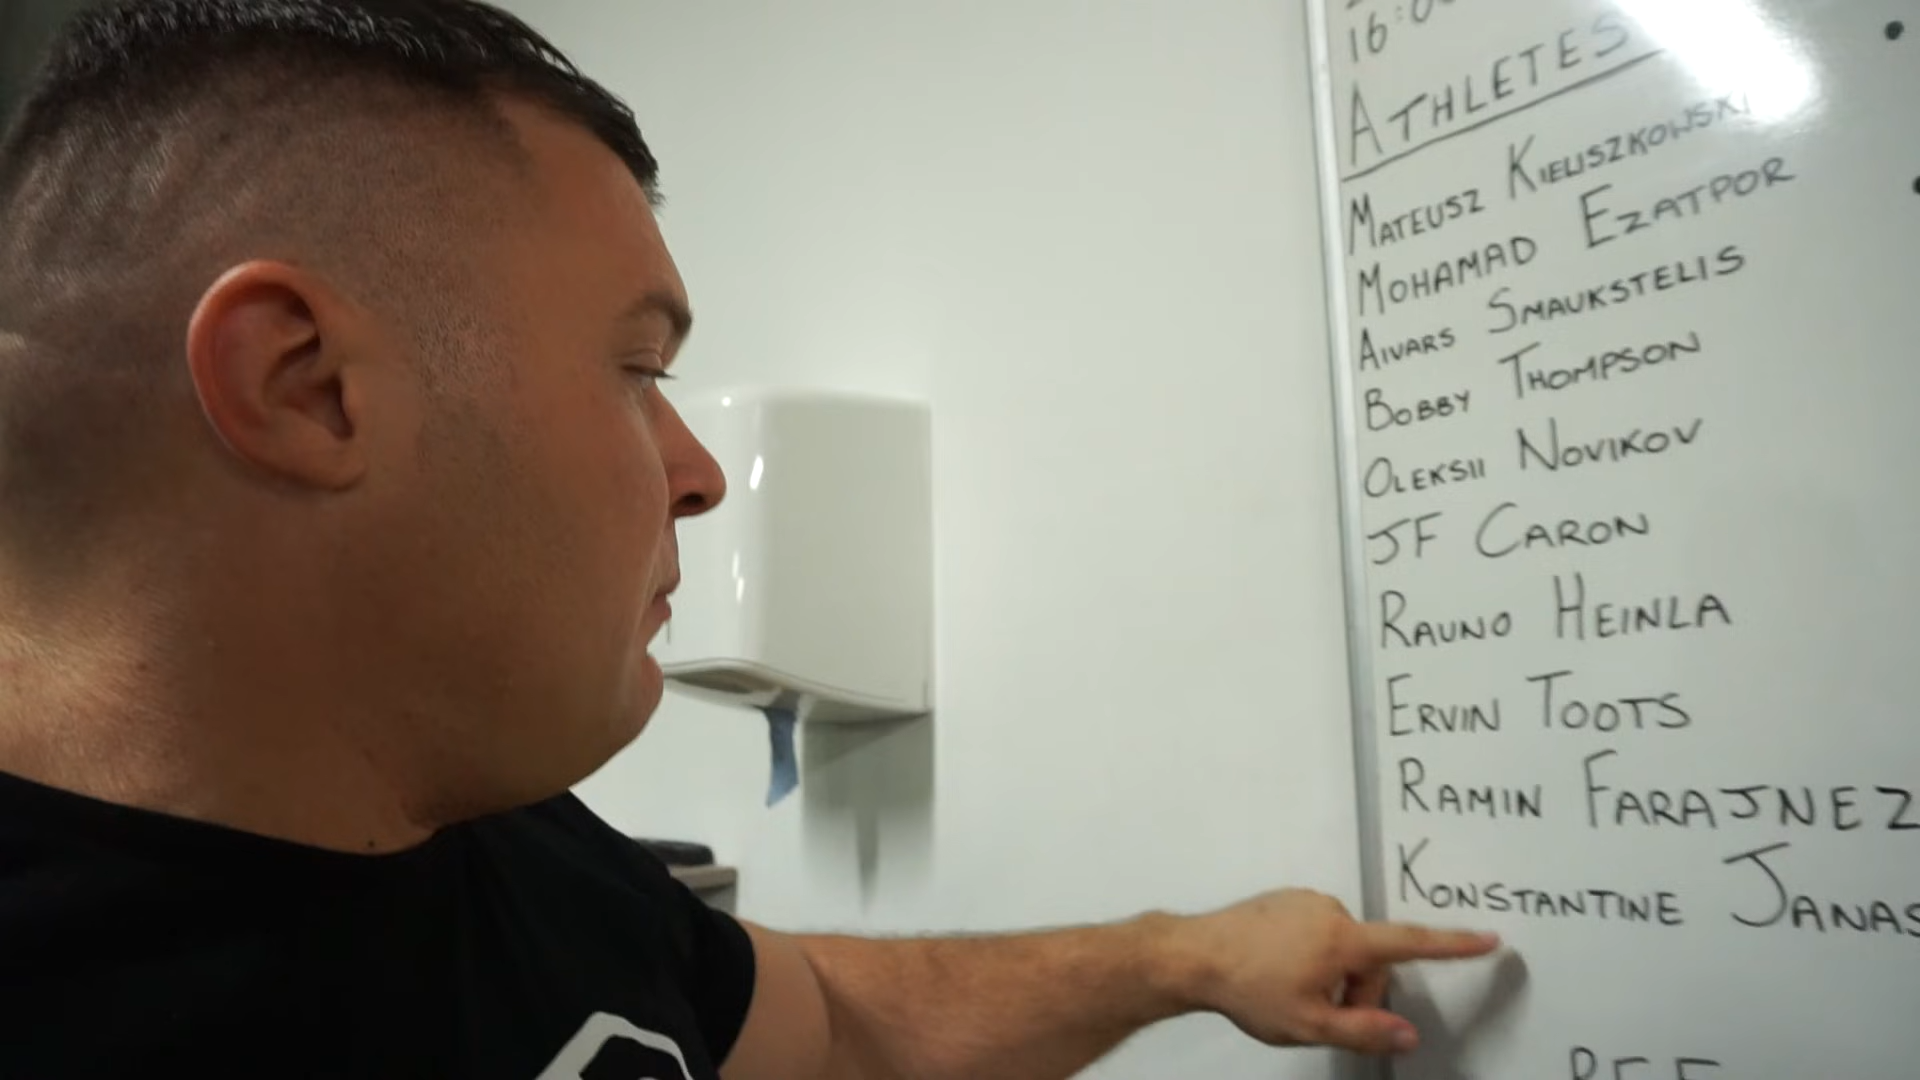 ATHLETES
MATEUSZ KIELISZKOWSKI
MOHAMAD EZATPOR
AIVARS SMAUKSTELIS
BOBBY THOMPSON
OLEKSII NOVIKOV
JF CARON
RAUNO HEINLA
ERVIN TOOTS
RAMIN FARAJNEZ
KONSTANTINE JANAS
REF